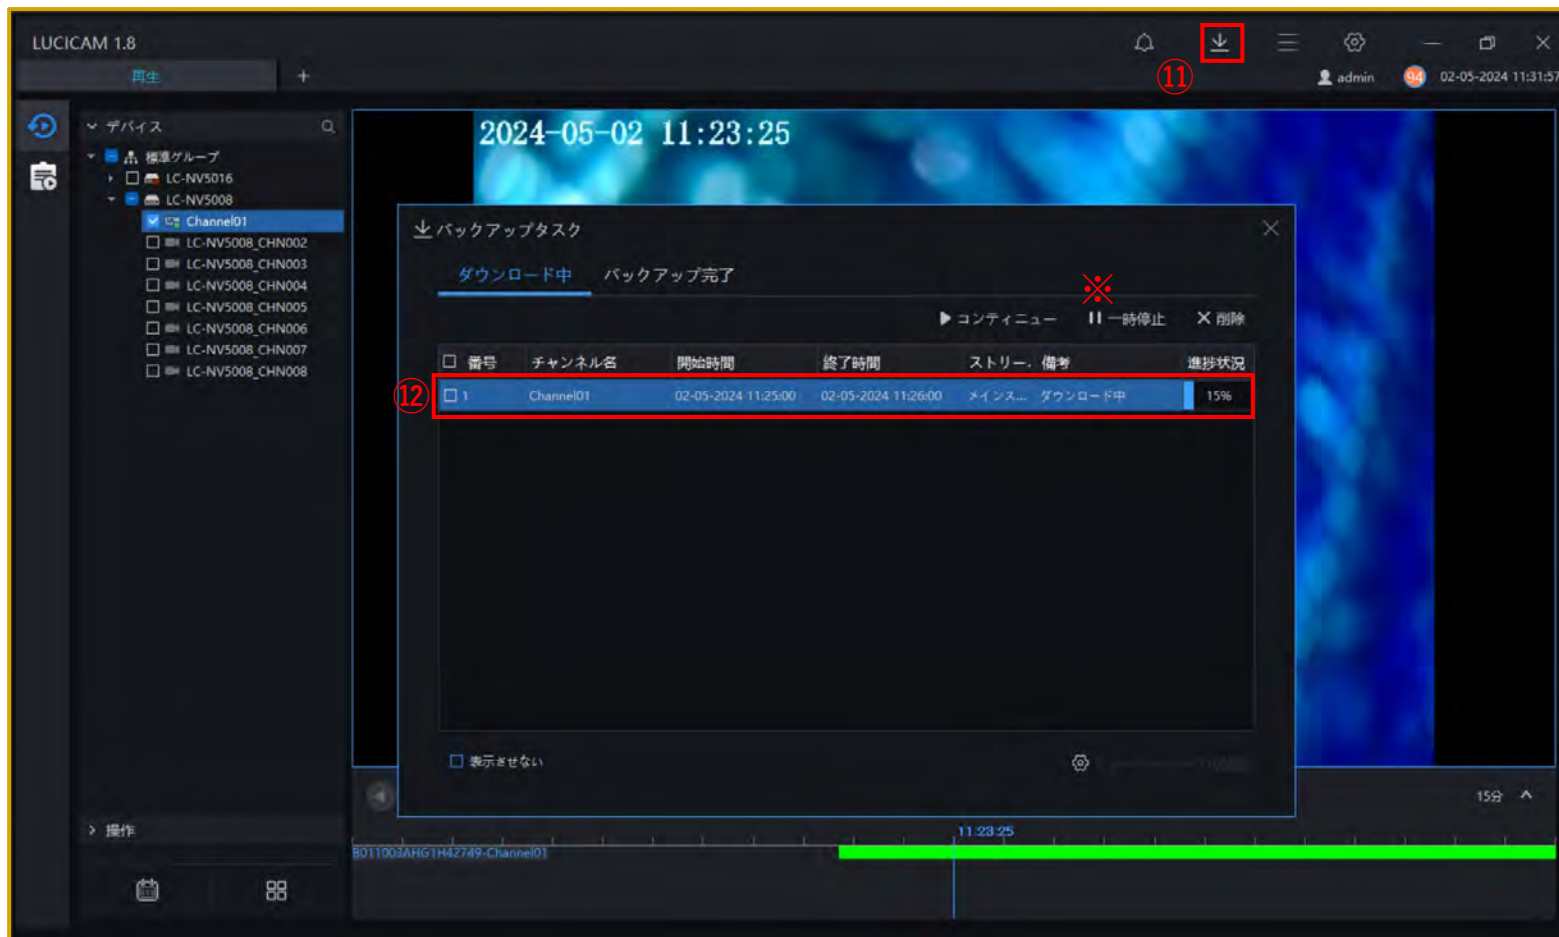 LUCICAM 1.8
⑪
再生 +
admin 94 02-05-2024 11:31:57
デバイス
標準グループ
LC-NV5016
LC-NV5008
Channel01
LC-NV5008_CHN002
LC-NV5008_CHN003
LC-NV5008_CHN004
LC-NV5008_CHN005
LC-NV5008_CHN006
LC-NV5008_CHN007
LC-NV5008_CHN008
操作
2024-05-02 11:23:25
バックアップタスク
ダウンロード中 バックアップ完了
※
コンティニュー 一時停止 削除
番号 チャンネル名 開始時間 終了時間 ストリー. 備考 進捗状況
⑫
1 Channel01 02-05-2024 11:25:00 02-05-2024 11:26:00 メインス... ダウンロード中 15%
表示させない
15分
11:23:25
B011003AHG1H42749-Channel01